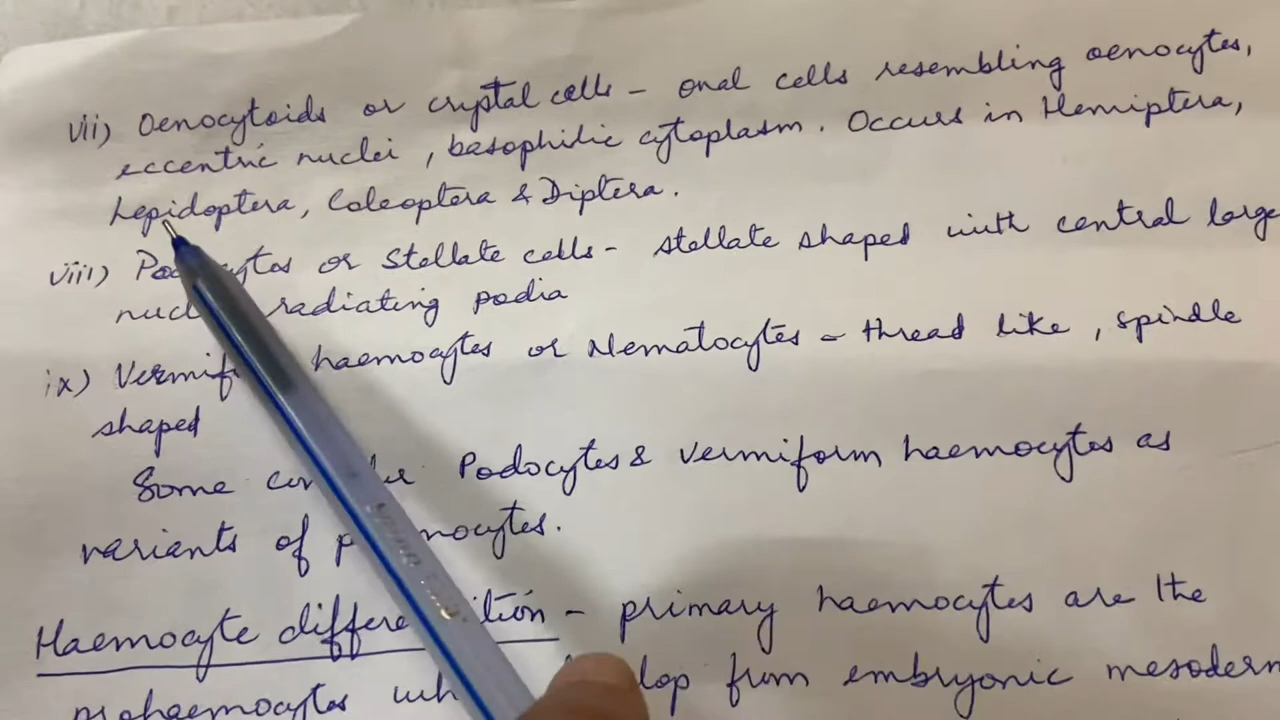 vii) Oenocytoids or crystal cells - oval cells resembling oenocytes,
eccentric nuclei, basophilic cytoplasm. Occurs in Hemiptera,
Lepidoptera, Coleoptera & Diptera.
viii) or Stellate cells - stellate shaped with central large
radiating podia
ix) haemocytes or Nematocytes - thread like, spindle
shaped
Some Podocytes & vermiform haemocytes as
variants of
Haemocyte - primary haemocytes are the
prohaemocytes from embryonic mesoderm